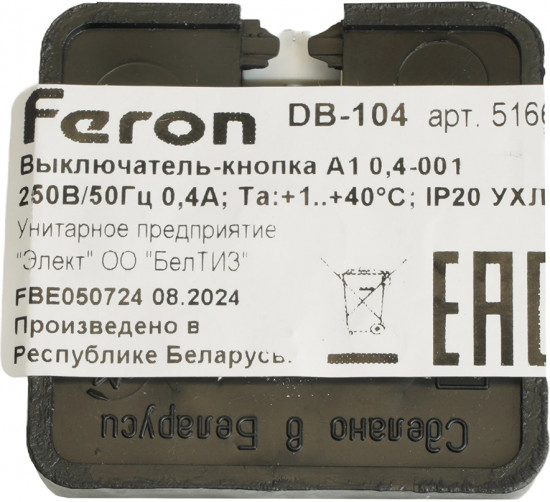 Feron DB-104 арт. 5166
Выключатель-кнопка А1 0,4-001
250В/50Гц 0,4А; Та:+1..+40°С; IP20 УХЛ
Унитарное предприятие
"Элект" ОО "БелТИЗ"
FBE050724 08.2024
Произведено в
Республике Беларусь.
EAC
Сделано в Беларуси